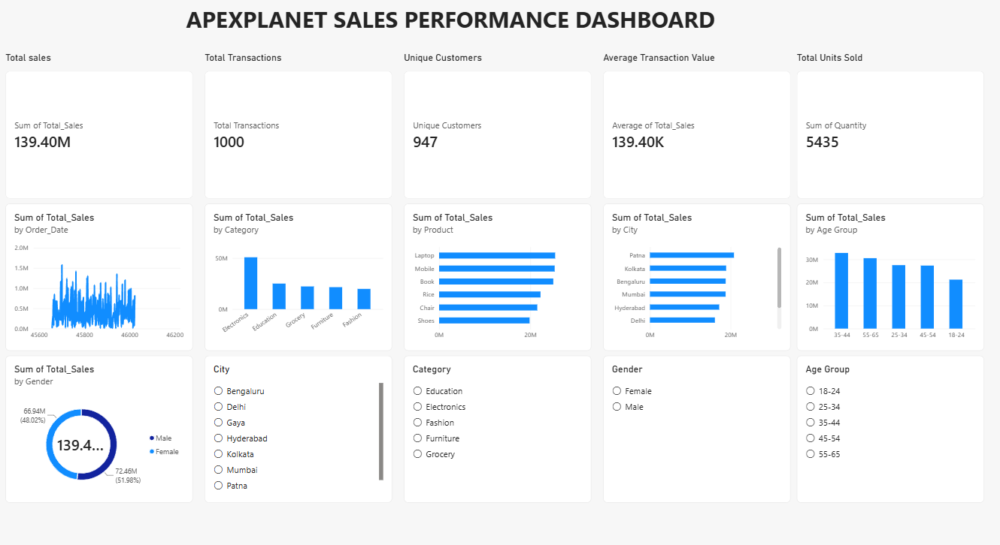 APEXPLANET SALES PERFORMANCE DASHBOARD
Total sales
Total Transactions
Unique Customers
Average Transaction Value
Total Units Sold
Sum of Total_Sales
139.40M
Total Transactions
1000
Unique Customers
947
Average of Total_Sales
139.40K
Sum of Quantity
5435
Sum of Total_Sales
by Order_Date
2.0M
1.5M
1.0M
0.5M
0.0M
45600
45800
46000
46200
Sum of Total_Sales
by Category
50M
0M
Electronics
Education
Grocery
Furniture
Fashion
Sum of Total_Sales
by Product
Laptop
Mobile
Book
Rice
Chair
Shoes
0M
20M
Sum of Total_Sales
by City
Patna
Kolkata
Bengaluru
Mumbai
Hyderabad
Delhi
0M
20M
Sum of Total_Sales
by Age Group
30M
20M
10M
0M
35-44
55-65
25-34
45-54
18-24
Sum of Total_Sales
by Gender
66.94M
(48.02%)
139.4...
72.46M
(51.98%)
Male
Female
City
Bengaluru
Delhi
Gaya
Hyderabad
Kolkata
Mumbai
Patna
Category
Education
Electronics
Fashion
Furniture
Grocery
Gender
Female
Male
Age Group
18-24
25-34
35-44
45-54
55-65